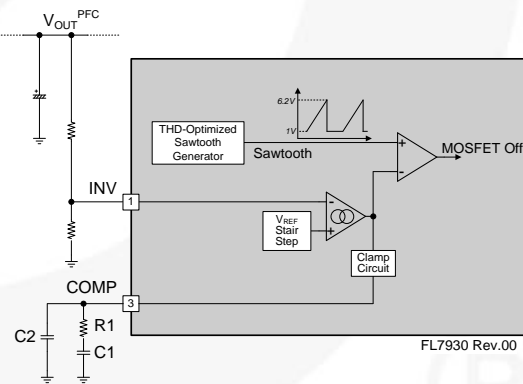 V_OUT^PFC
6.2V
1V
THD-Optimized
Sawtooth
Generator
Sawtooth
+
-
MOSFET Off
INV
1
-
+
V_REF
Stair
Step
Clamp
Circuit
COMP
3
C2
R1
C1
+
FL7930 Rev.00